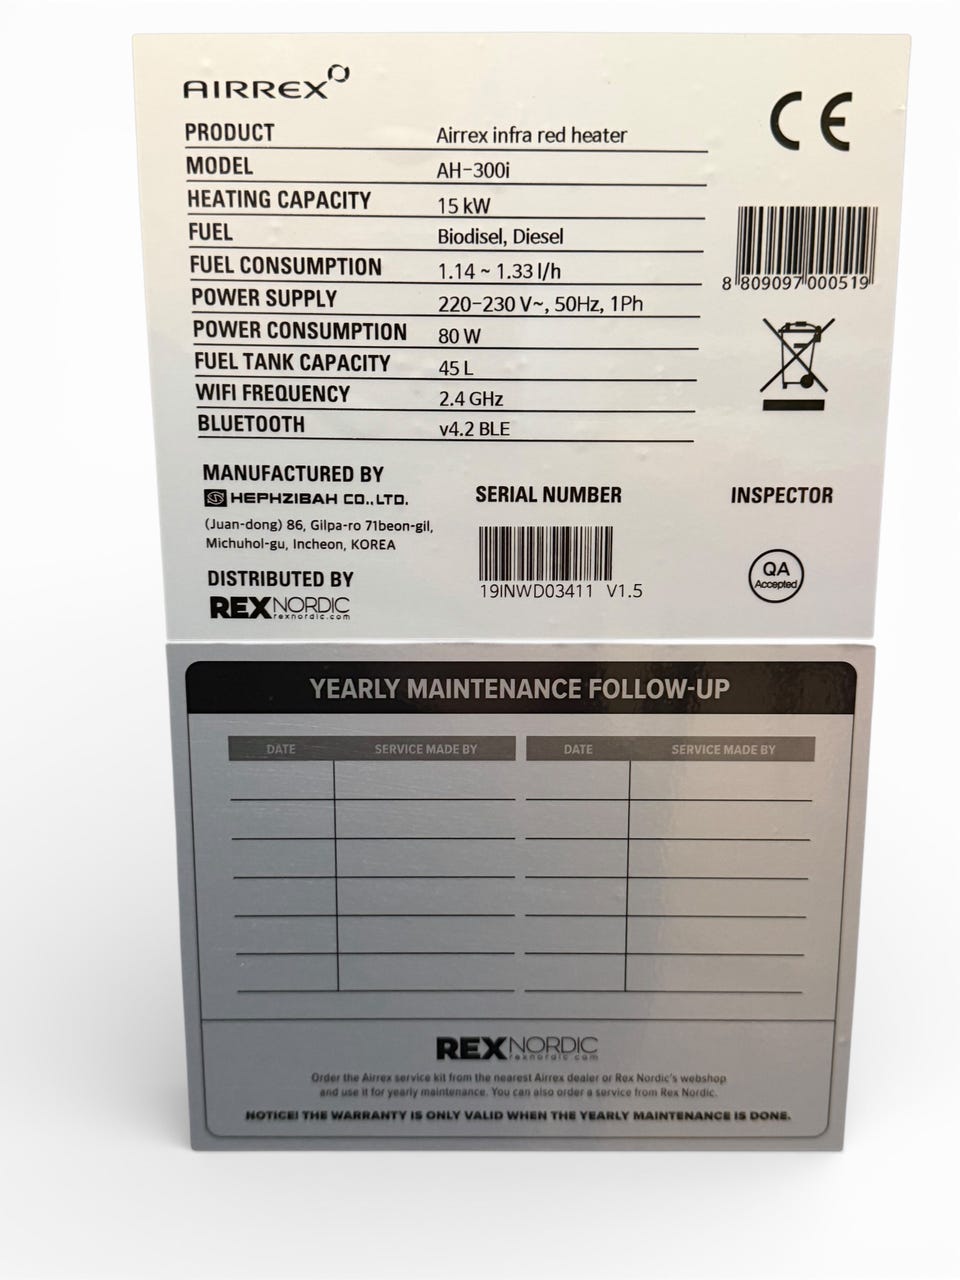 AIRREX
PRODUCT Airrex infra red heater
MODEL AH-300i
HEATING CAPACITY 15 kW
FUEL Biodisel, Diesel
FUEL CONSUMPTION 1.14 ~ 1.33 l/h
POWER SUPPLY 220-230 V~, 50Hz, 1Ph
POWER CONSUMPTION 80 W
FUEL TANK CAPACITY 45 L
WIFI FREQUENCY 2.4 GHz
BLUETOOTH v4.2 BLE
CE
8 809097 000519
MANUFACTURED BY
HEPHZIBAH CO.,LTD.
(Juan-dong) 86, Gilpa-ro 71beon-gil,
Michuhol-gu, Incheon, KOREA
DISTRIBUTED BY
REXNORDIC
rexnordic.com
SERIAL NUMBER
19INWD03411 V1.5
INSPECTOR
QA
Accepted
YEARLY MAINTENANCE FOLLOW-UP
DATE SERVICE MADE BY DATE SERVICE MADE BY
REXNORDIC
rexnordic.com
Order the Airrex service kit from the nearest Airrex dealer or Rex Nordic's webshop
and use it for yearly maintenance. You can also order a service from Rex Nordic.
NOTICE! THE WARRANTY IS ONLY VALID WHEN THE YEARLY MAINTENANCE IS DONE.